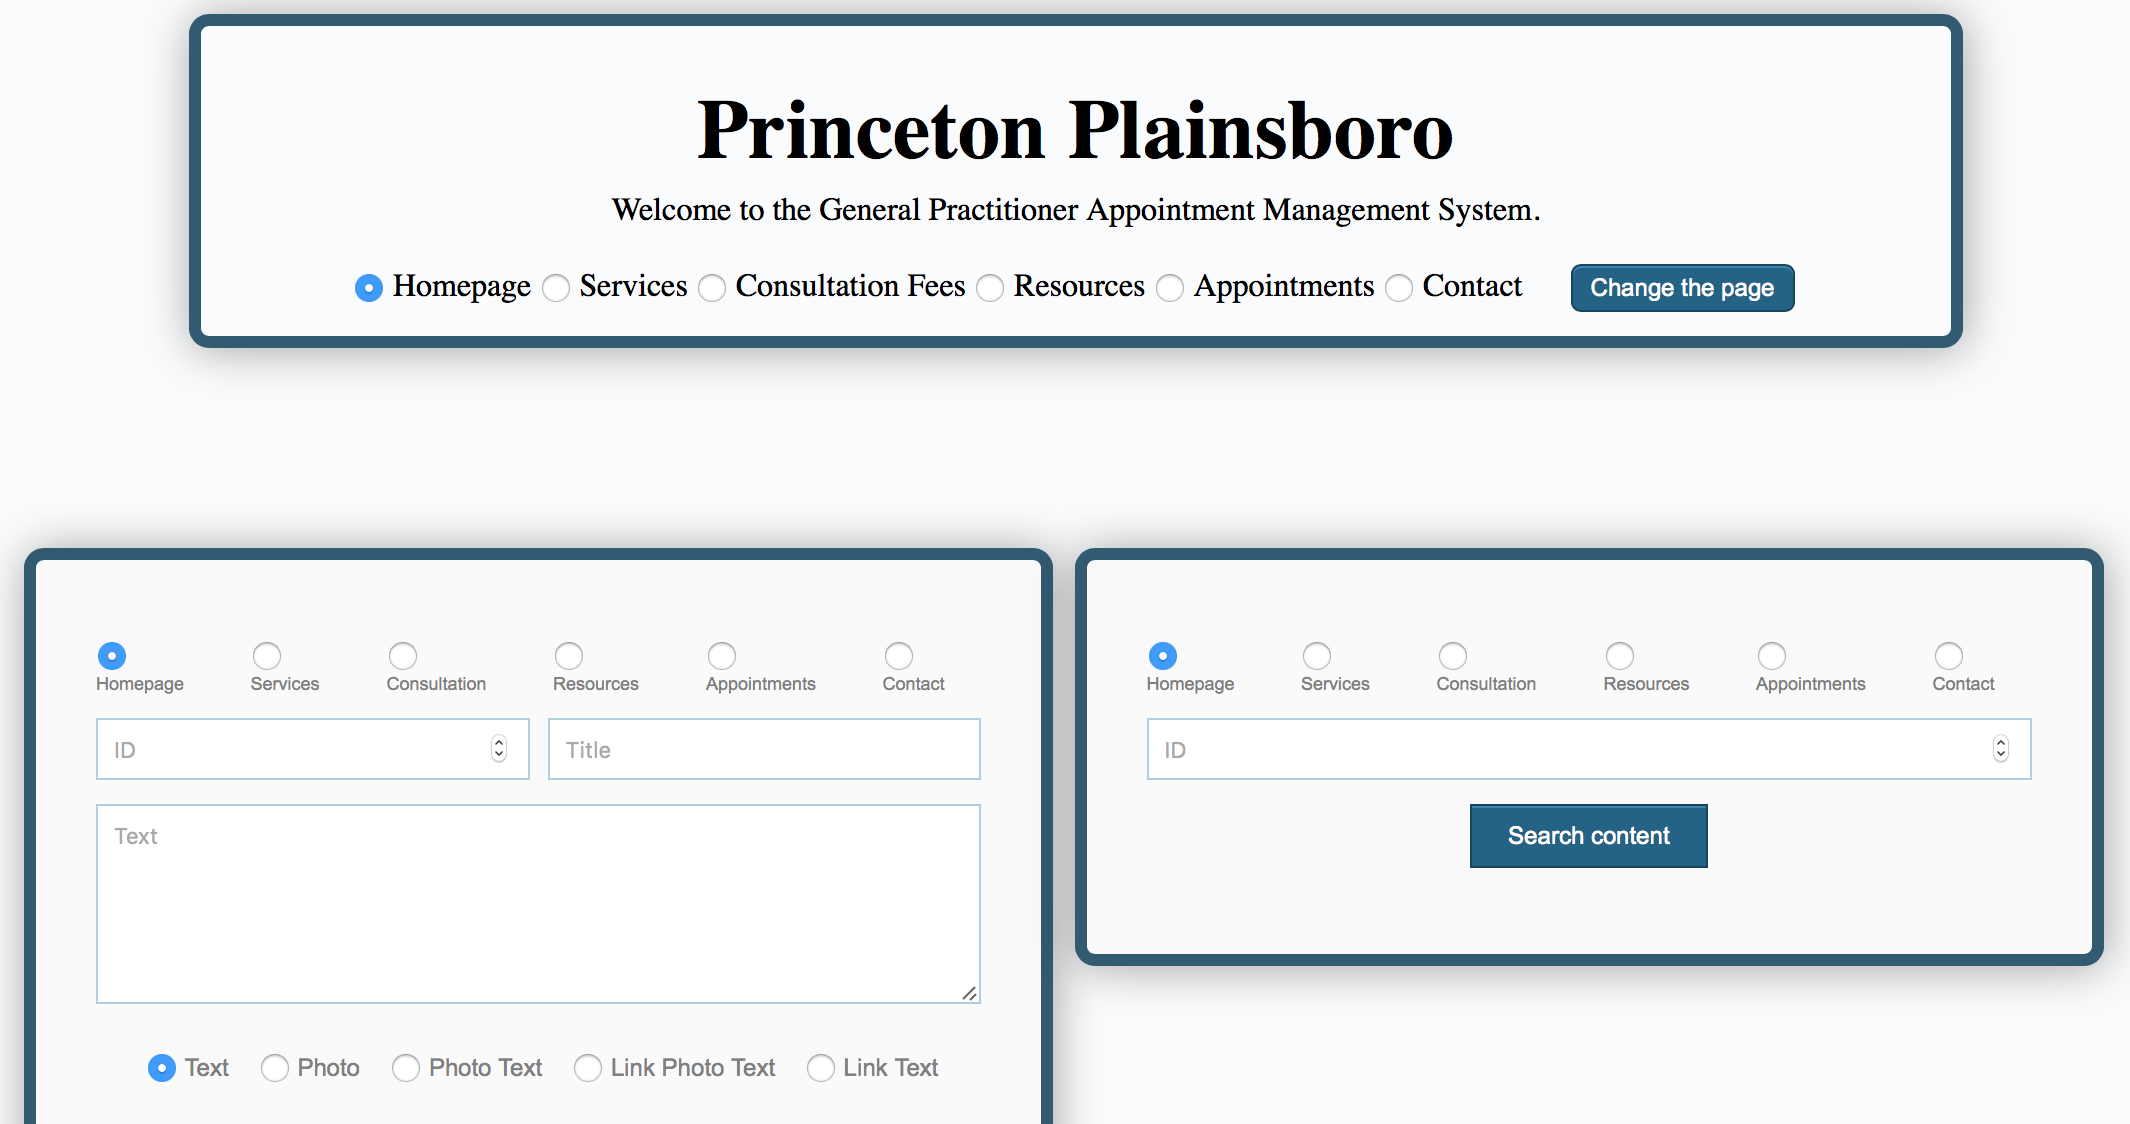 Princeton Plainsboro
Welcome to the General Practitioner Appointment Management System.
Homepage Services Consultation Fees Resources Appointments Contact Change the page
Homepage Services Consultation Resources Appointments Contact
ID Title
Text
Text Photo Photo Text Link Photo Text Link Text
Homepage Services Consultation Resources Appointments Contact
ID
Search content